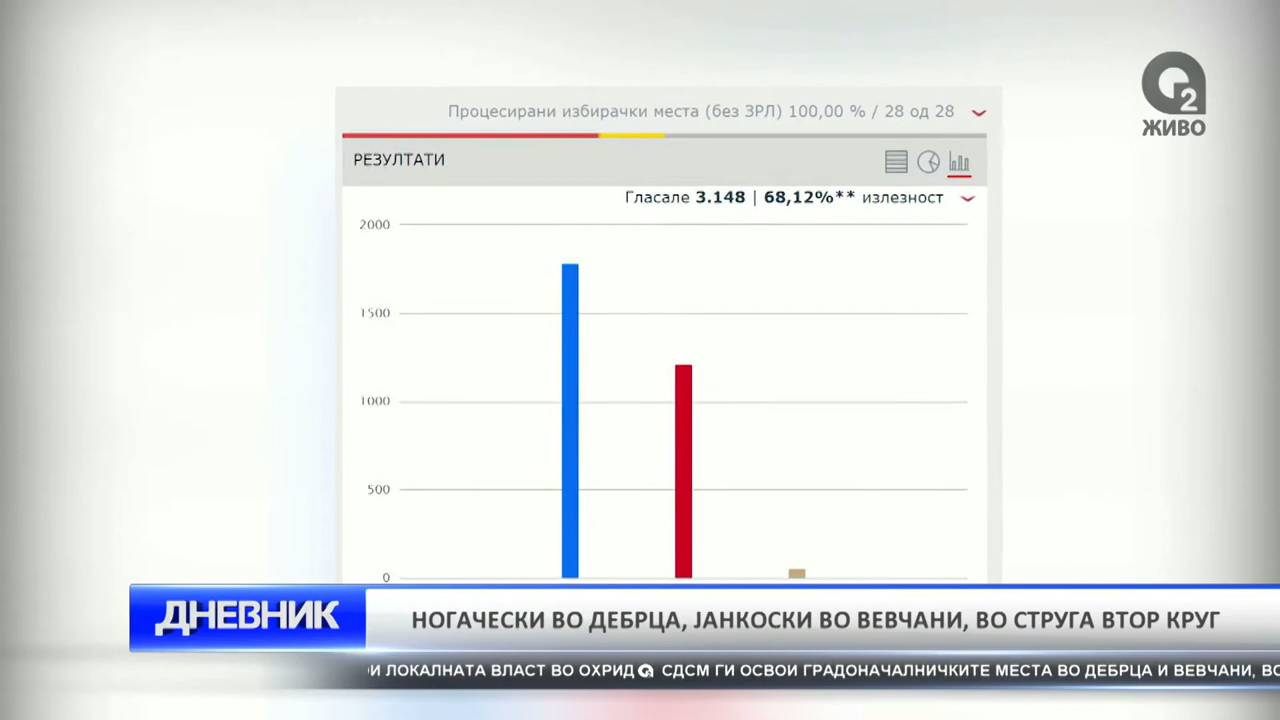 Процесирани избирачки места (без ЗРЛ) 100,00 % / 28 од 28
2
ЖИВО
РЕЗУЛТАТИ
Гласале 3.148 | 68,12%** излезност
2000
1500
1000
500
0
ДНЕВНИК
НОГАЧЕСКИ ВО ДЕБРЦА, ЈАНКОСКИ ВО ВЕВЧАНИ, ВО СТРУГА ВТОР КРУГ
И ЛОКАЛНАТА ВЛАСТ ВО ОХРИД СДСМ ГИ ОСВОИ ГРАДОНАЧАЛНИЧКИТЕ МЕСТА ВО ДЕБРЦА И ВЕВЧАНИ,